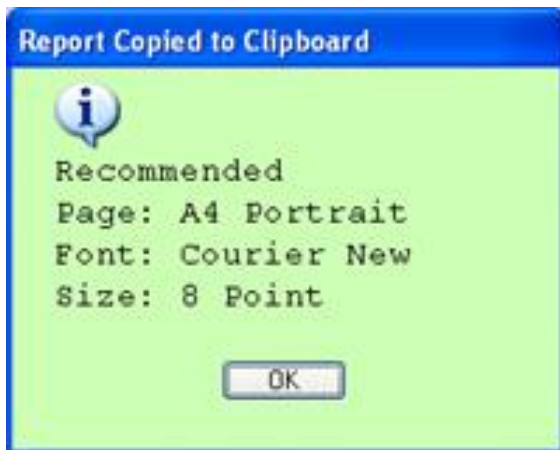 Report Copied to Clipboard
Recommended
Page: A4 Portrait
Font: Courier New
Size: 8 Point
OK